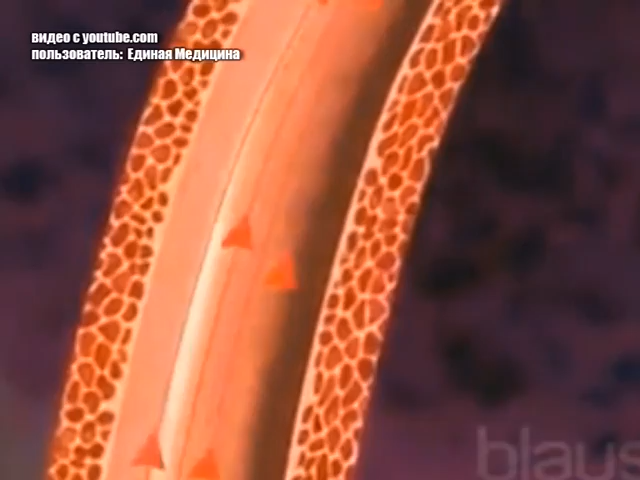 видео с youtube.com
пользователь: Единая Медицина
blaus